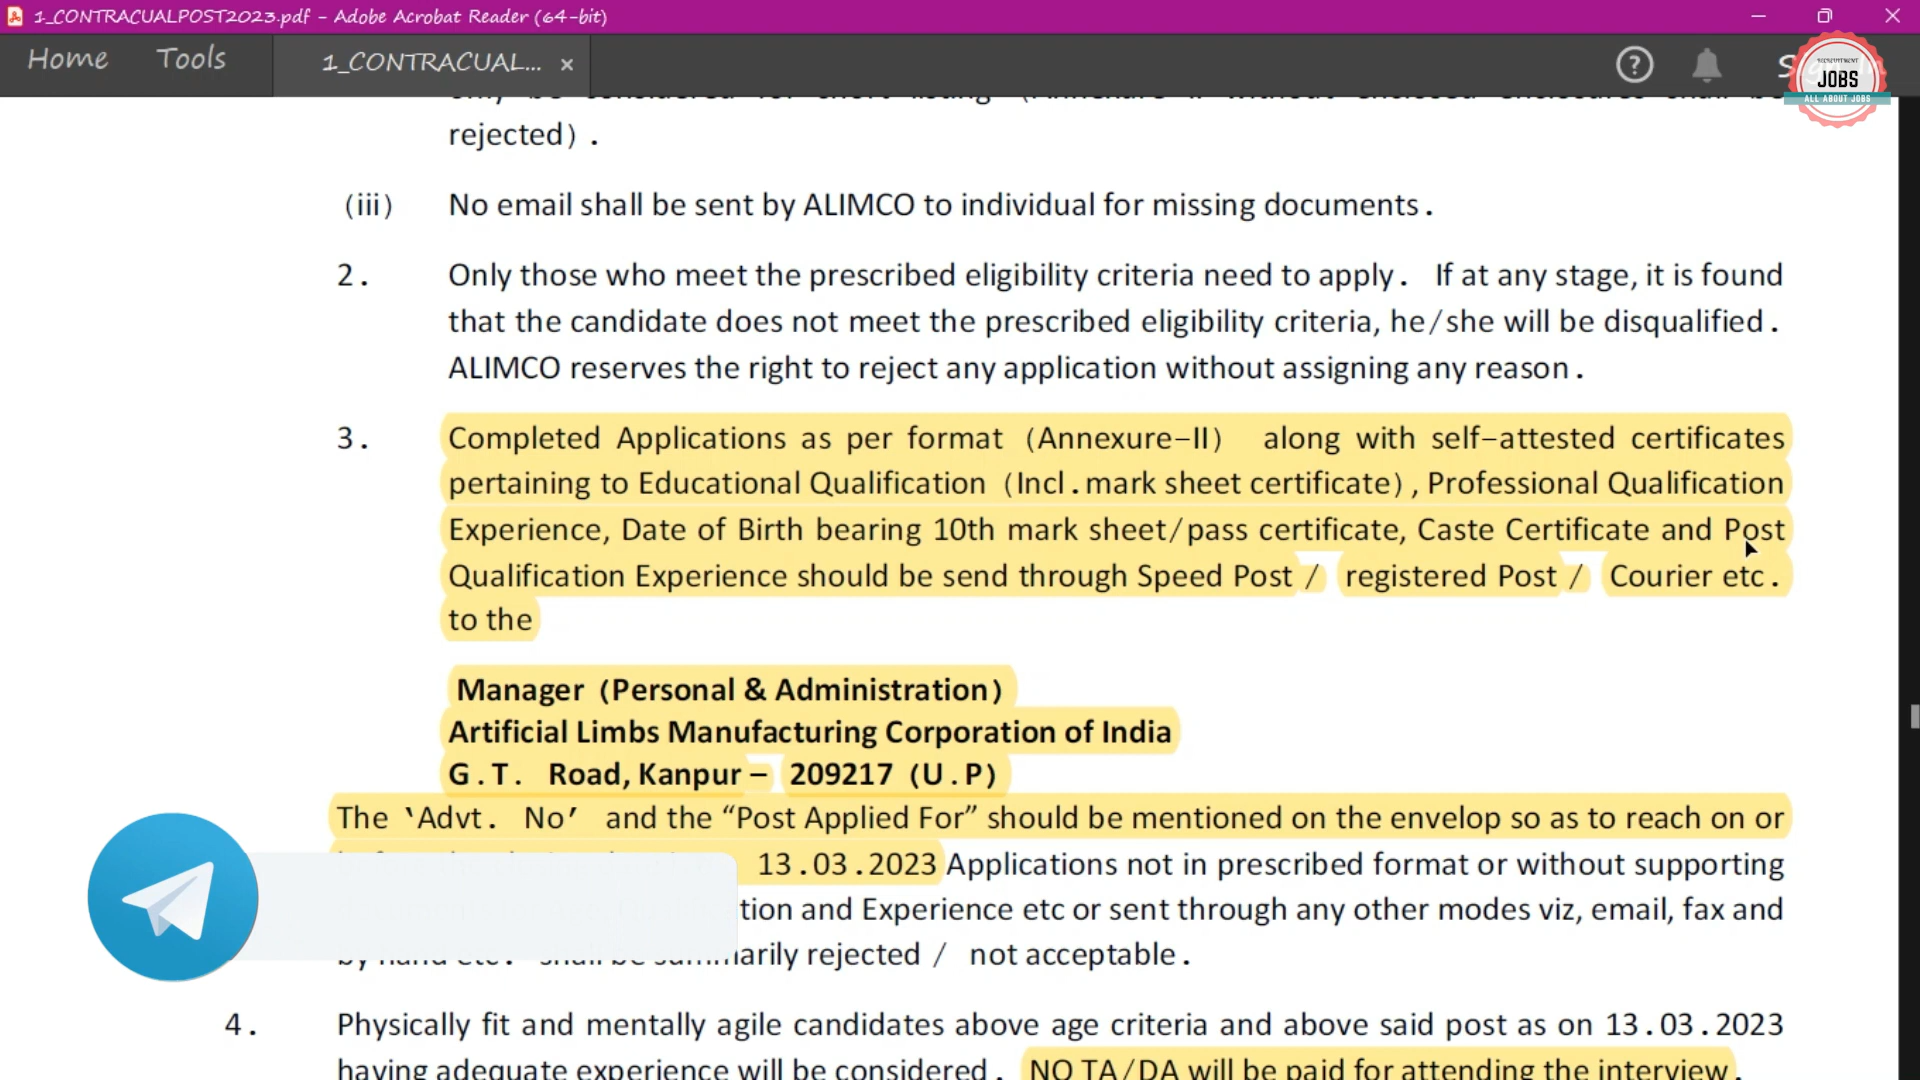 1_CONTRACUALPOST2023.pdf - Adobe Acrobat Reader (64-bit)
Home Tools 1_CONTRACUAL... ×
RECRUITMENT
JOBS
ALL ABOUT JOBS
rejected) .
(iii) No email shall be sent by ALIMCO to individual for missing documents .
2 . Only those who meet the prescribed eligibility criteria need to apply . If at any stage, it is found
that the candidate does not meet the prescribed eligibility criteria, he/she will be disqualified .
ALIMCO reserves the right to reject any application without assigning any reason .
3 . Completed Applications as per format (Annexure-II) along with self-attested certificates
pertaining to Educational Qualification (Incl.mark sheet certificate), Professional Qualification
Experience, Date of Birth bearing 10th mark sheet/pass certificate, Caste Certificate and Post
Qualification Experience should be send through Speed Post / registered Post / Courier etc .
to the
Manager (Personal & Administration)
Artificial Limbs Manufacturing Corporation of India
G.T. Road, Kanpur – 209217 (U.P)
The 'Advt. No' and the “Post Applied For” should be mentioned on the envelop so as to reach on or
13.03.2023 Applications not in prescribed format or without supporting
tion and Experience etc or sent through any other modes viz, email, fax and
by hand etc. shall be summarily rejected / not acceptable .
4 . Physically fit and mentally agile candidates above age criteria and above said post as on 13.03.2023
having adequate experience will be considered . NO TA/DA will be paid for attending the interview .